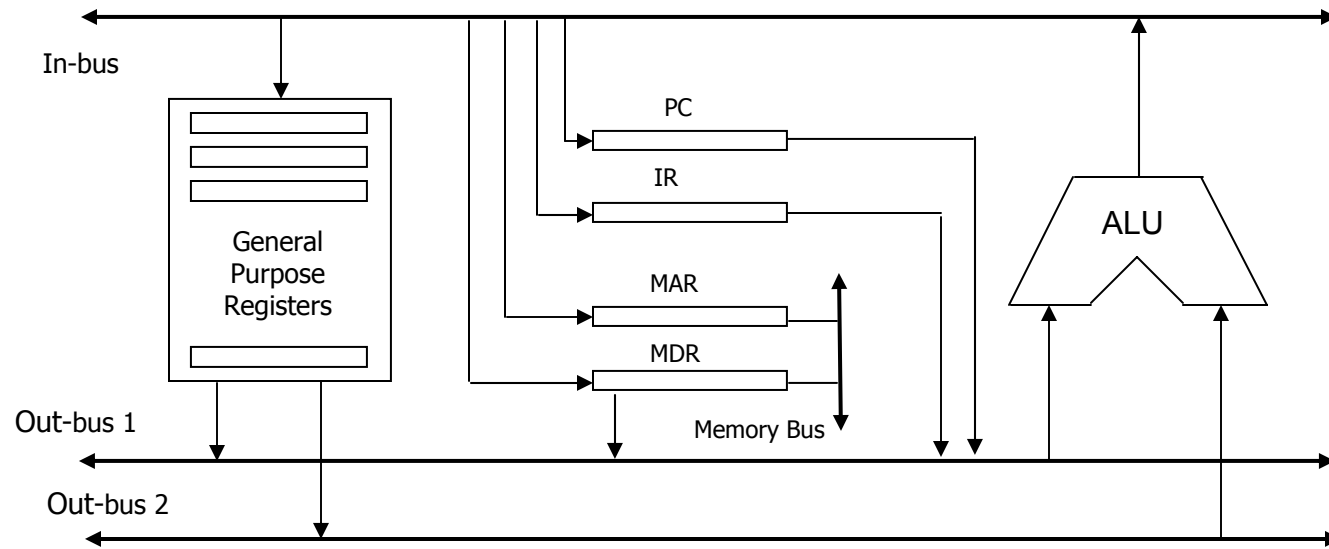 In-bus
PC
IR
ALU
General
Purpose
Registers
MAR
MDR
Out-bus 1
Memory Bus
Out-bus 2